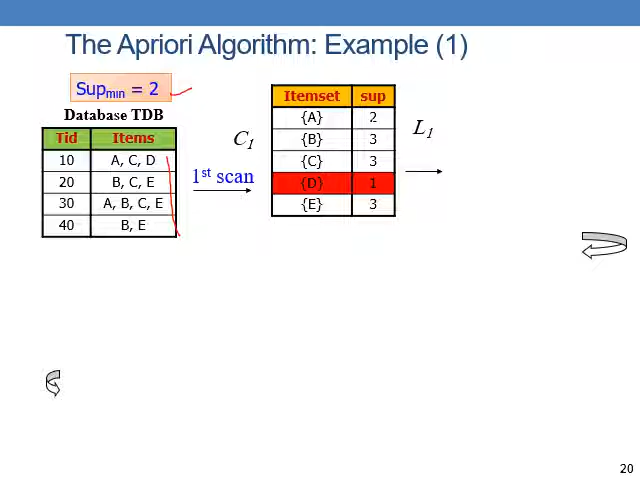 The Apriori Algorithm: Example (1)
Supmin = 2
Database TDB
Tid Items
10 A, C, D
20 B, C, E
30 A, B, C, E
40 B, E
C1
1st scan
Itemset sup
{A} 2
{B} 3
{C} 3
{D} 1
{E} 3
L1
20